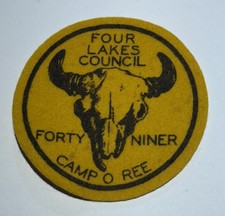 FOUR
LAKES
COUNCIL
FORTY NINER
CAMP O REE